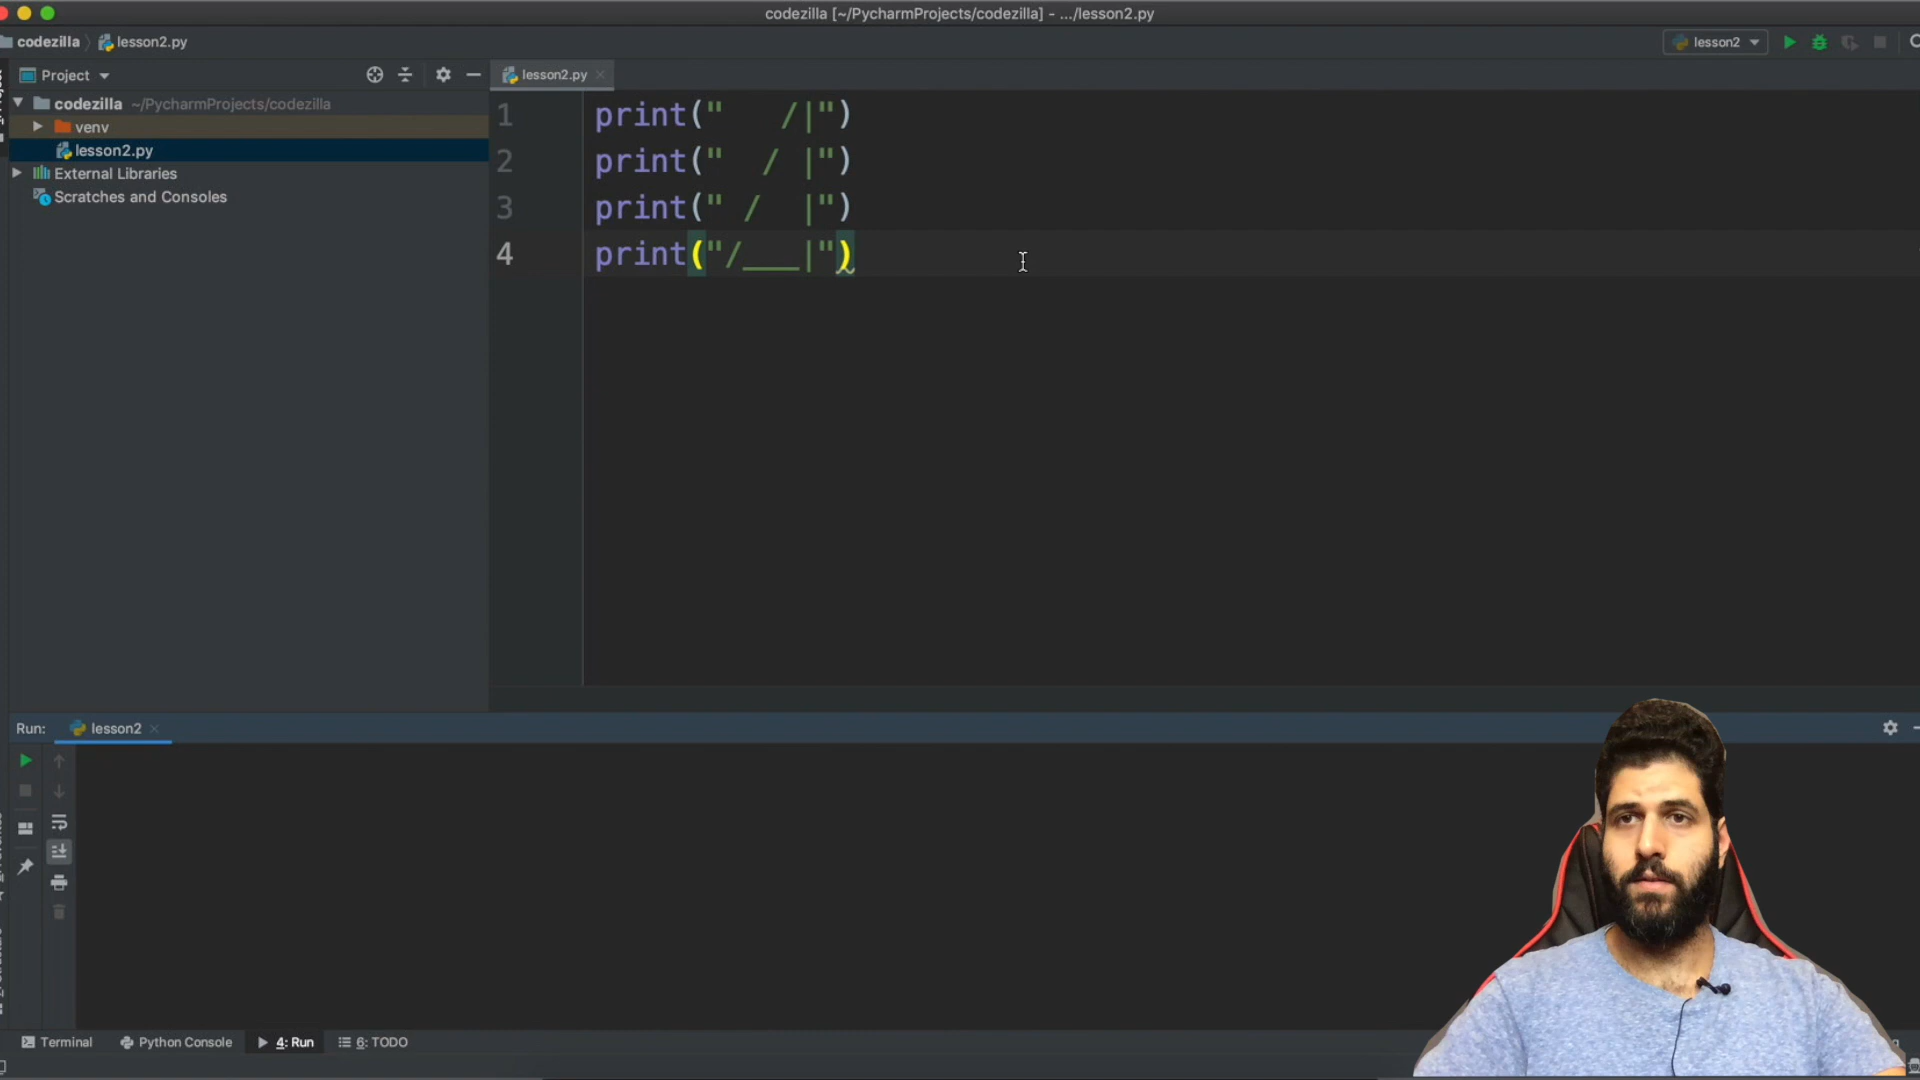 codezilla [~/PycharmProjects/codezilla] - .../lesson2.py
codezilla lesson2.py
lesson2
Project
lesson2.py
codezilla ~/PycharmProjects/codezilla
venv
lesson2.py
External Libraries
Scratches and Consoles
1 print("   /|")
2 print("  / |")
3 print(" /  |")
4 print("/___|")
Run: lesson2
Terminal Python Console 4: Run 6: TODO